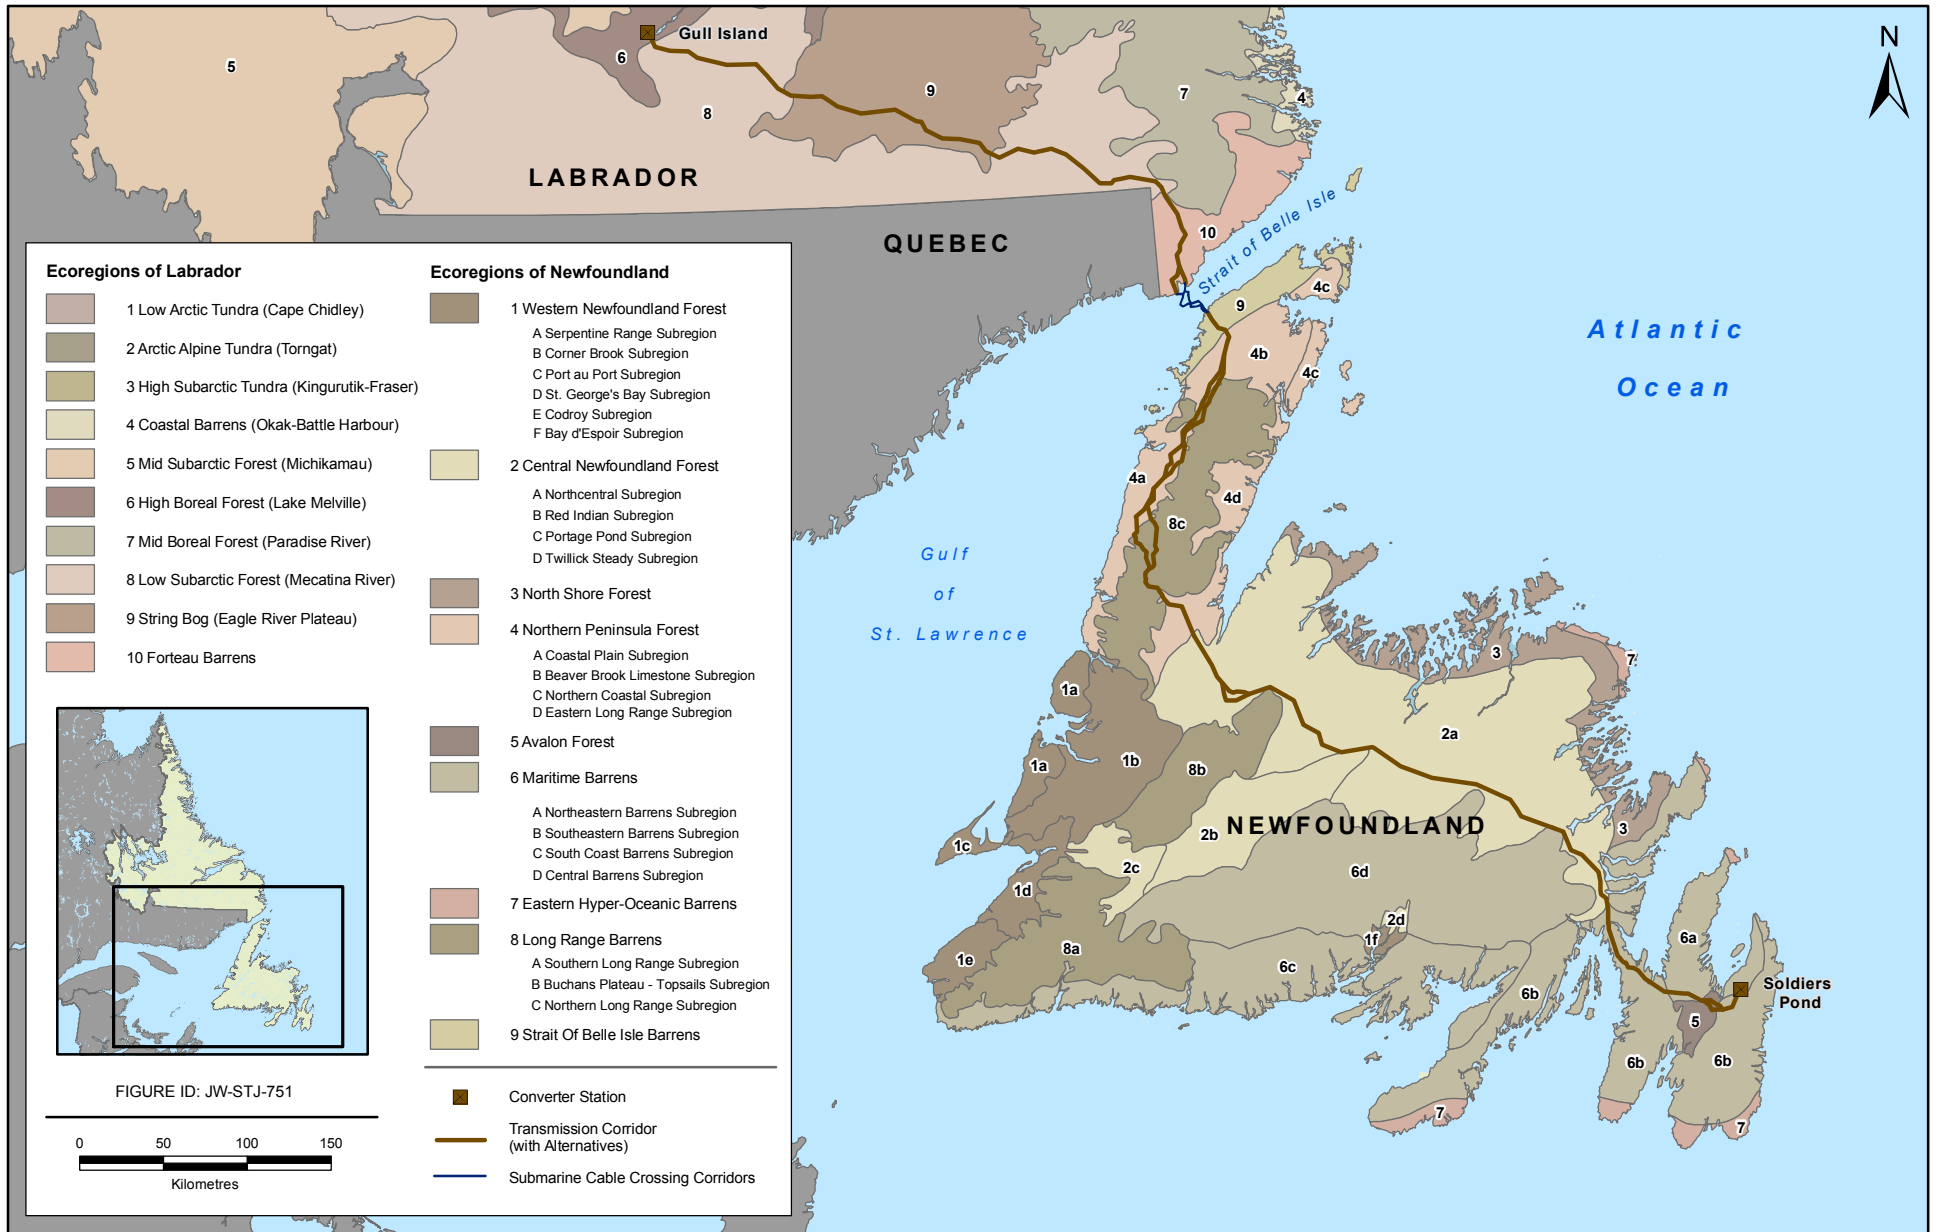 Gull Island
N
5
6
9
7
4
8
LABRADOR
10
QUEBEC
Strait of Belle Isle
9
4c
4b
4c
Atlantic
Ocean
4a
4d
8c
Gulf
of
St. Lawrence
3
7
1a
2a
1a
1b
8b
2b
NEWFOUNDLAND
3
1c
2c
6d
1d
2d
1f
6a
8a
1e
6c
6b
Soldiers
Pond
5
6b
6b
7
7
Ecoregions of Labrador
1 Low Arctic Tundra (Cape Chidley)
2 Arctic Alpine Tundra (Torngat)
3 High Subarctic Tundra (Kingurutik-Fraser)
4 Coastal Barrens (Okak-Battle Harbour)
5 Mid Subarctic Forest (Michikamau)
6 High Boreal Forest (Lake Melville)
7 Mid Boreal Forest (Paradise River)
8 Low Subarctic Forest (Mecatina River)
9 String Bog (Eagle River Plateau)
10 Forteau Barrens
Ecoregions of Newfoundland
1 Western Newfoundland Forest
A Serpentine Range Subregion
B Corner Brook Subregion
C Port au Port Subregion
D St. George's Bay Subregion
E Codroy Subregion
F Bay d'Espoir Subregion
2 Central Newfoundland Forest
A Northcentral Subregion
B Red Indian Subregion
C Portage Pond Subregion
D Twillick Steady Subregion
3 North Shore Forest
4 Northern Peninsula Forest
A Coastal Plain Subregion
B Beaver Brook Limestone Subregion
C Northern Coastal Subregion
D Eastern Long Range Subregion
5 Avalon Forest
6 Maritime Barrens
A Northeastern Barrens Subregion
B Southeastern Barrens Subregion
C South Coast Barrens Subregion
D Central Barrens Subregion
7 Eastern Hyper-Oceanic Barrens
8 Long Range Barrens
A Southern Long Range Subregion
B Buchans Plateau - Topsails Subregion
C Northern Long Range Subregion
9 Strait Of Belle Isle Barrens
Converter Station
Transmission Corridor
(with Alternatives)
Submarine Cable Crossing Corridors
FIGURE ID: JW-STJ-751
0 50 100 150
Kilometres